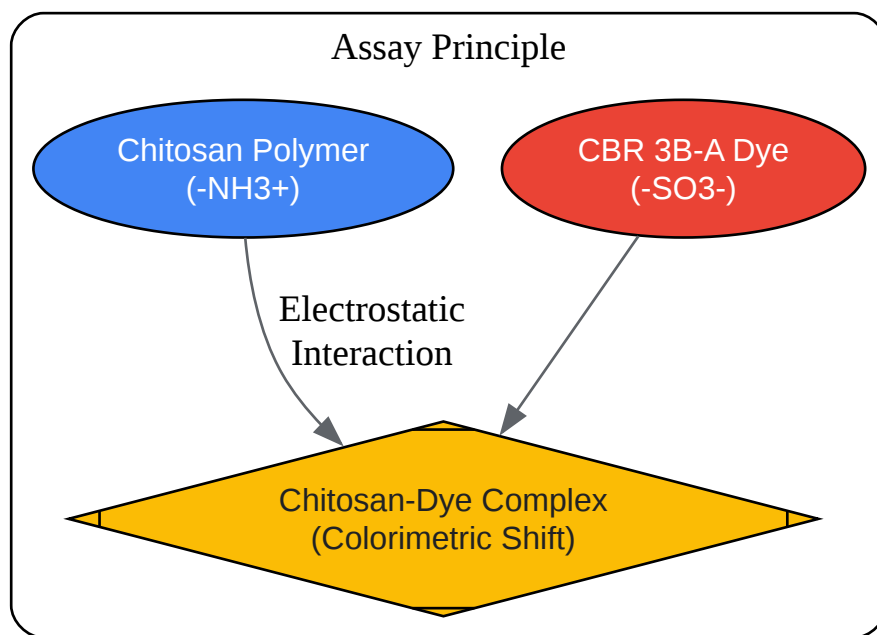 Assay Principle
Chitosan Polymer
(-NH3+)
CBR 3B-A Dye
(-SO3-)
Electrostatic
Interaction
Chitosan-Dye Complex
(Colorimetric Shift)